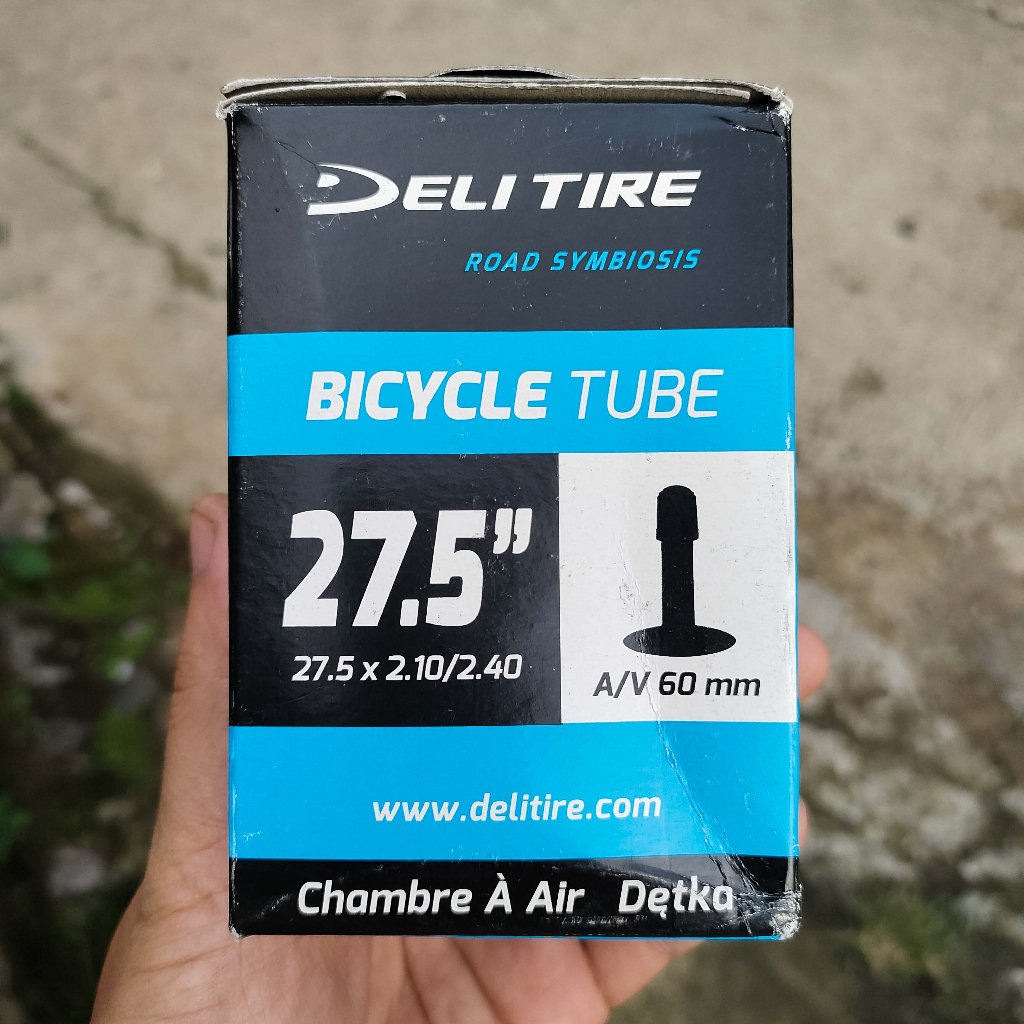 DELI TIRE
ROAD SYMBIOSIS
BICYCLE TUBE
27.5”
27.5 x 2.10/2.40
A/V 60 mm
www.delitire.com
Chambre À Air Dętka